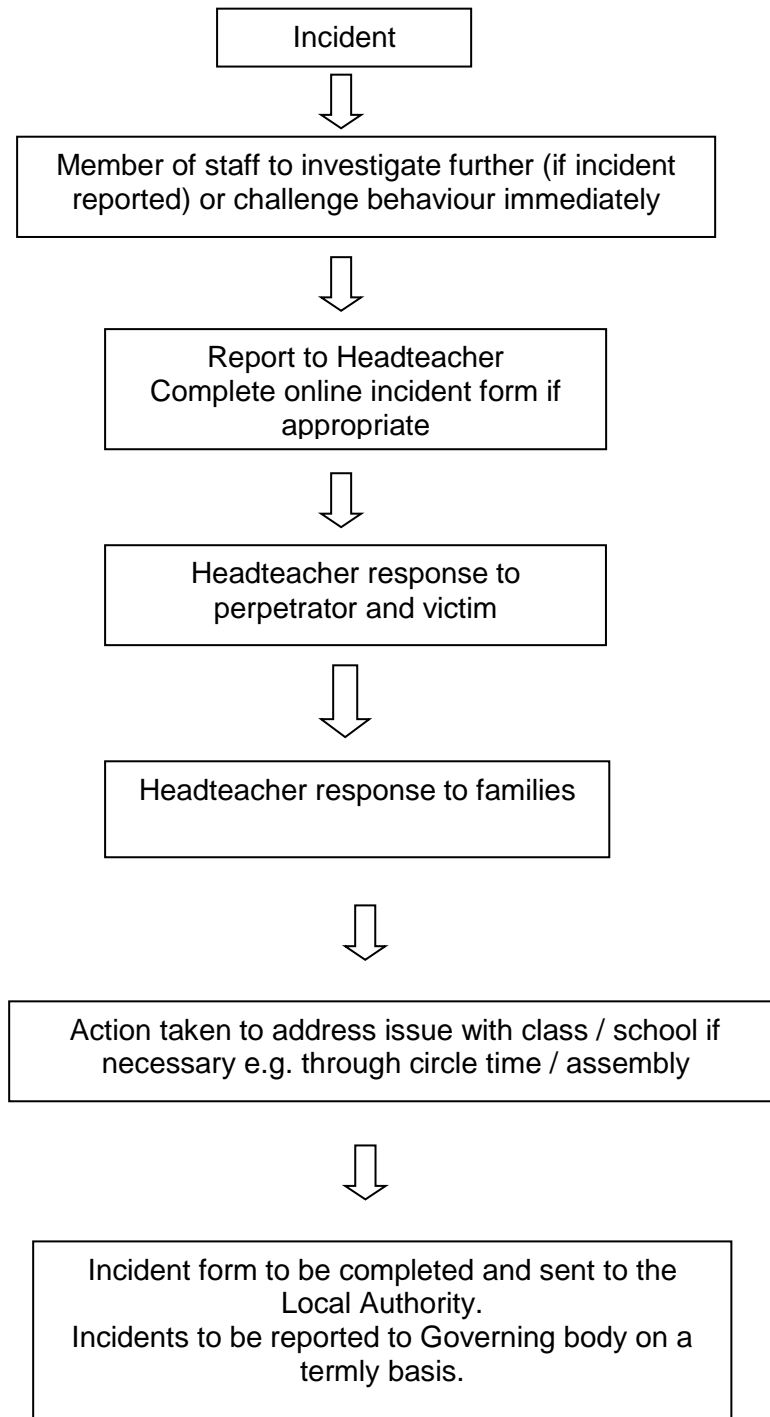 Incident
Member of staff to investigate further (if incident
reported) or challenge behaviour immediately
Report to Headteacher
Complete online incident form if
appropriate
Headteacher response to
perpetrator and victim
Headteacher response to families
Action taken to address issue with class / school if
necessary e.g. through circle time / assembly
Incident form to be completed and sent to the
Local Authority.
Incidents to be reported to Governing body on a
termly basis.